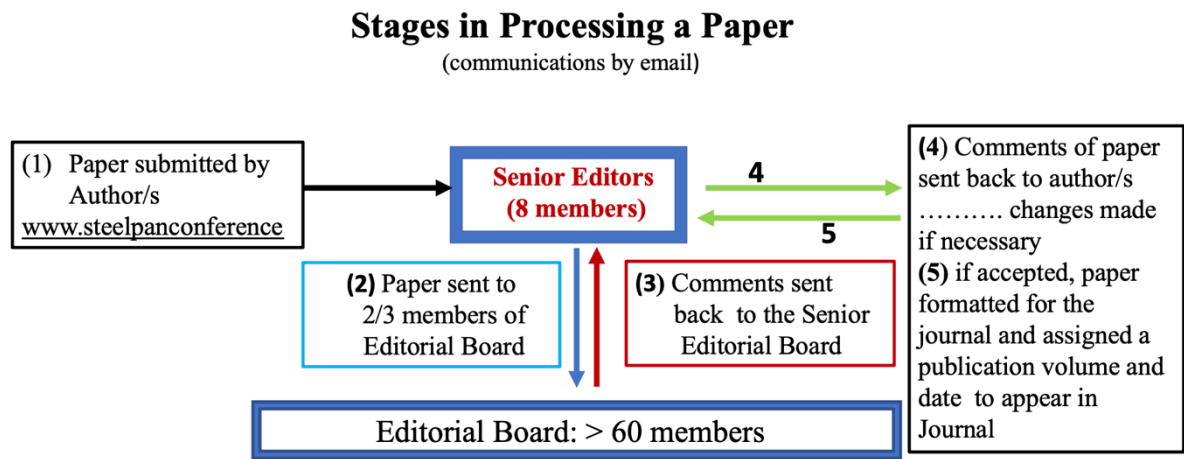 Stages in Processing a Paper
(communications by email)
(1) Paper submitted by
Author/s
www.steelpanconference
Senior Editors
(8 members)
4
5
(2) Paper sent to
2/3 members of
Editorial Board
(3) Comments sent
back to the Senior
Editorial Board
(4) Comments of paper
sent back to author/s
.......... changes made
if necessary
(5) if accepted, paper
formatted for the
journal and assigned a
publication volume and
date to appear in
Journal
Editorial Board: > 60 members